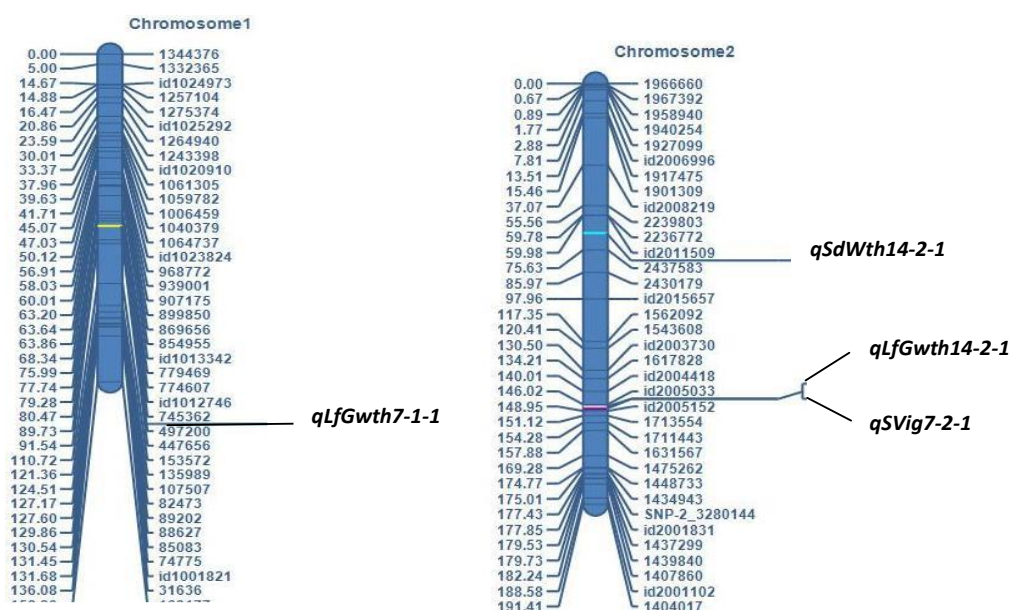 Chromosome1
0.00 1344376
5.00 1332365
14.67 id1024973
14.88 1257104
16.47 1275374
20.86 id1025292
23.59 1264940
30.01 1243398
33.37 id1020910
37.96 1061305
39.63 1059782
41.71 1006459
45.07 1040379
47.03 1064737
50.12 id1023824
56.91 968772
58.03 939001
60.01 907175
63.20 899850
63.64 869656
63.86 854955
68.34 id1013342
75.99 779469
77.74 774607
79.28 id1012746
80.47 745362
qLfGwth7-1-1
89.73 497200
91.54 447656
110.72 153572
121.36 135989
124.51 107507
127.17 82473
127.60 89202
129.86 88627
130.54 85083
131.45 74775
131.68 id1001821
136.08 31636
Chromosome2
0.00 1966660
0.67 1967392
0.89 1958940
1.77 1940254
2.88 1927099
7.81 id2006996
13.51 1917475
15.46 1901309
37.07 id2008219
55.56 2239803
59.78 2236772
59.98 id2011509
qSdWth14-2-1
75.63 2437583
85.97 2430179
97.96 id2015657
117.35 1562092
120.41 1543608
130.50 id2003730
134.21 1617828
qLfGwth14-2-1
140.01 id2004418
146.02 id2005033
148.95 id2005152
qSVig7-2-1
151.12 1713554
154.28 1711443
157.88 1631567
169.28 1475262
174.77 1448733
175.01 1434943
177.43 SNP-2_3280144
177.85 id2001831
179.53 1437299
179.73 1439840
182.24 1407860
188.58 id2001102
191.41 1404017